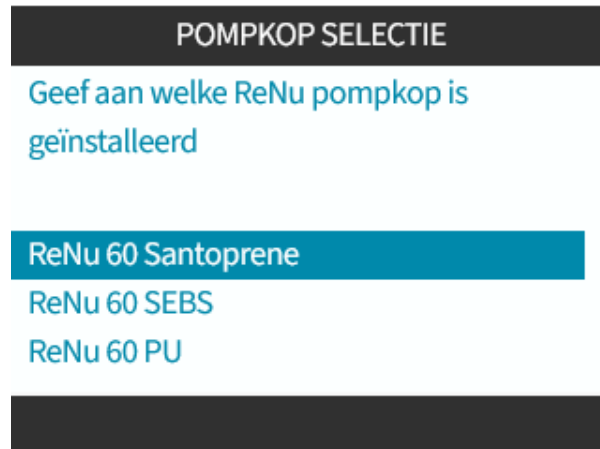 POMPKOP SELECTIE
Geef aan welke ReNu pompkop is
geïnstalleerd
ReNu 60 Santoprene
ReNu 60 SEBS
ReNu 60 PU